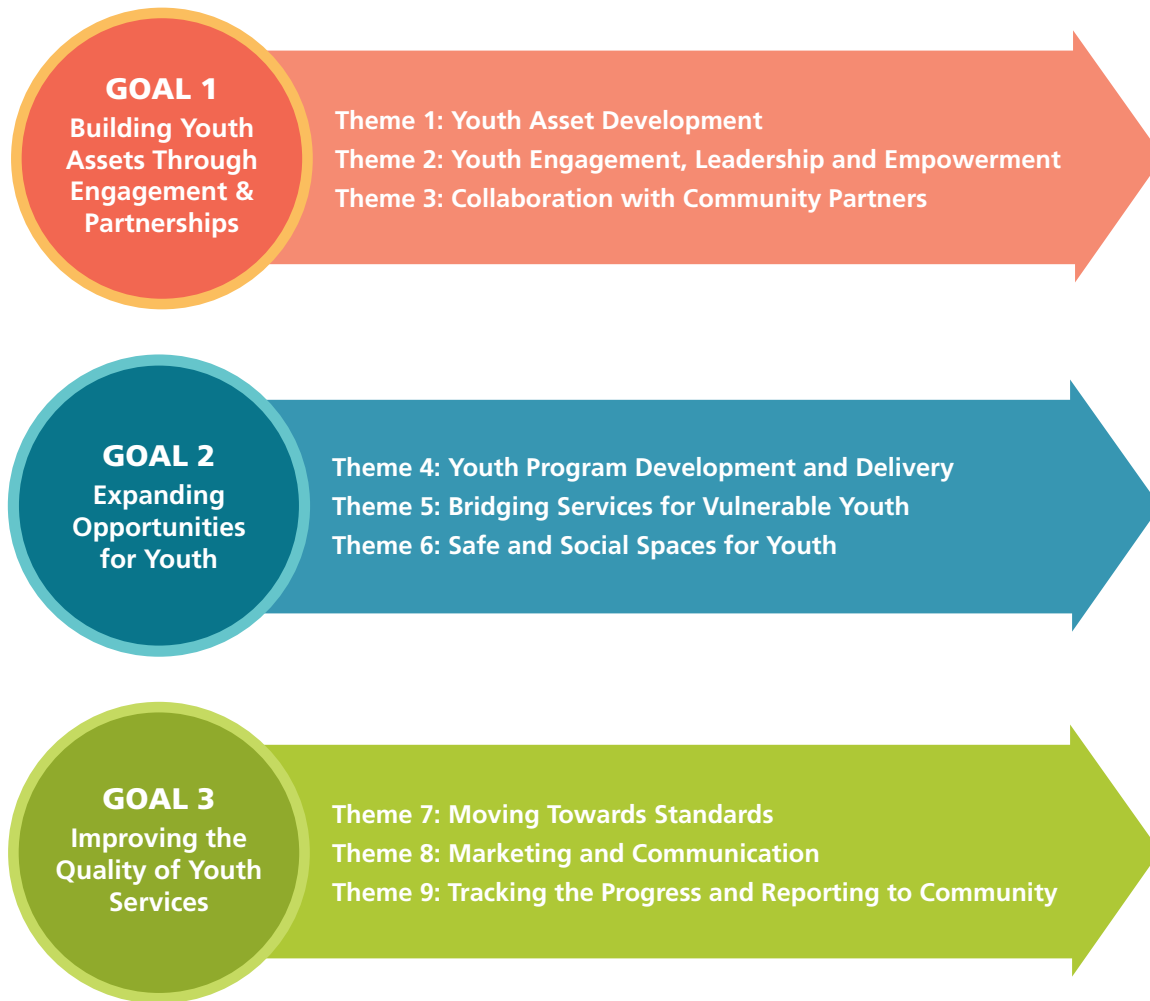 GOAL 1
Building Youth
Assets Through
Engagement &
Partnerships
Theme 1: Youth Asset Development
Theme 2: Youth Engagement, Leadership and Empowerment
Theme 3: Collaboration with Community Partners
GOAL 2
Expanding
Opportunities
for Youth
Theme 4: Youth Program Development and Delivery
Theme 5: Bridging Services for Vulnerable Youth
Theme 6: Safe and Social Spaces for Youth
GOAL 3
Improving the
Quality of Youth
Services
Theme 7: Moving Towards Standards
Theme 8: Marketing and Communication
Theme 9: Tracking the Progress and Reporting to Community